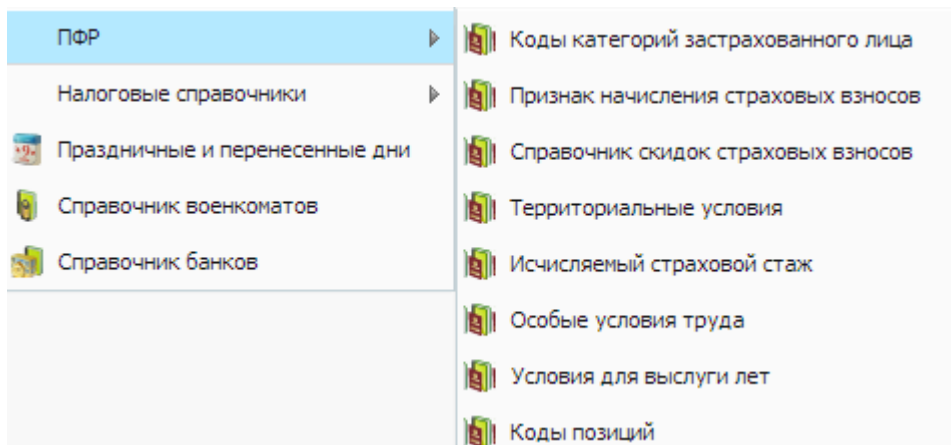 ПФР
Налоговые справочники
Праздничные и перенесенные дни
Справочник военкоматов
Справочник банков
Коды категорий застрахованного лица
Признак начисления страховых взносов
Справочник скидок страховых взносов
Территориальные условия
Исчисляемый страховой стаж
Особые условия труда
Условия для выслуги лет
Коды позиций